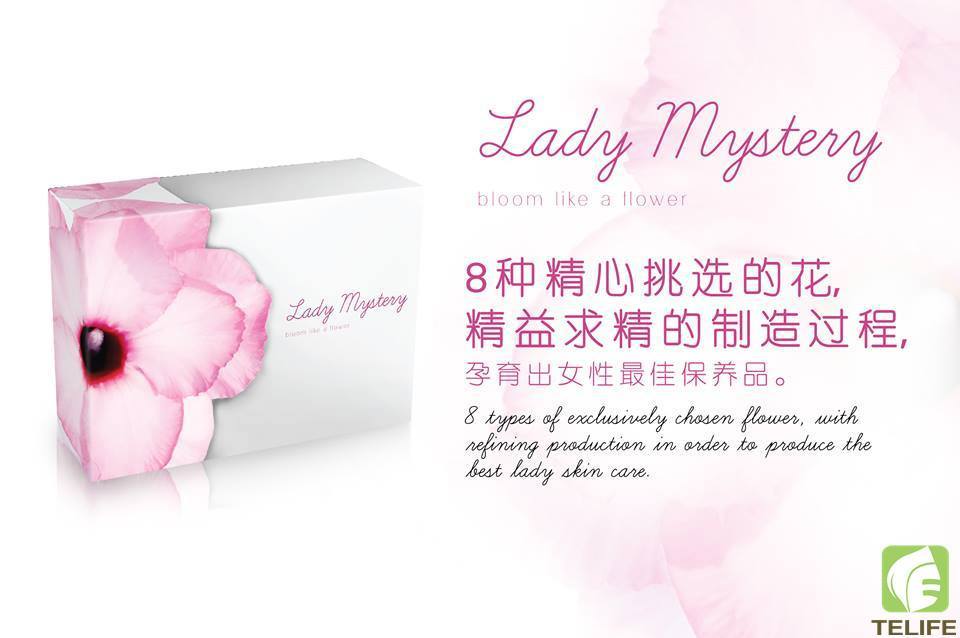 Lady Mystery
bloom like a flower
8种精心挑选的花,
精益求精的制造过程,
孕育出女性最佳保养品。
8 types of exclusively chosen flower, with
refining production in order to produce the
best lady skin care.
Lady Mystery
bloom like a flower
TELIFE